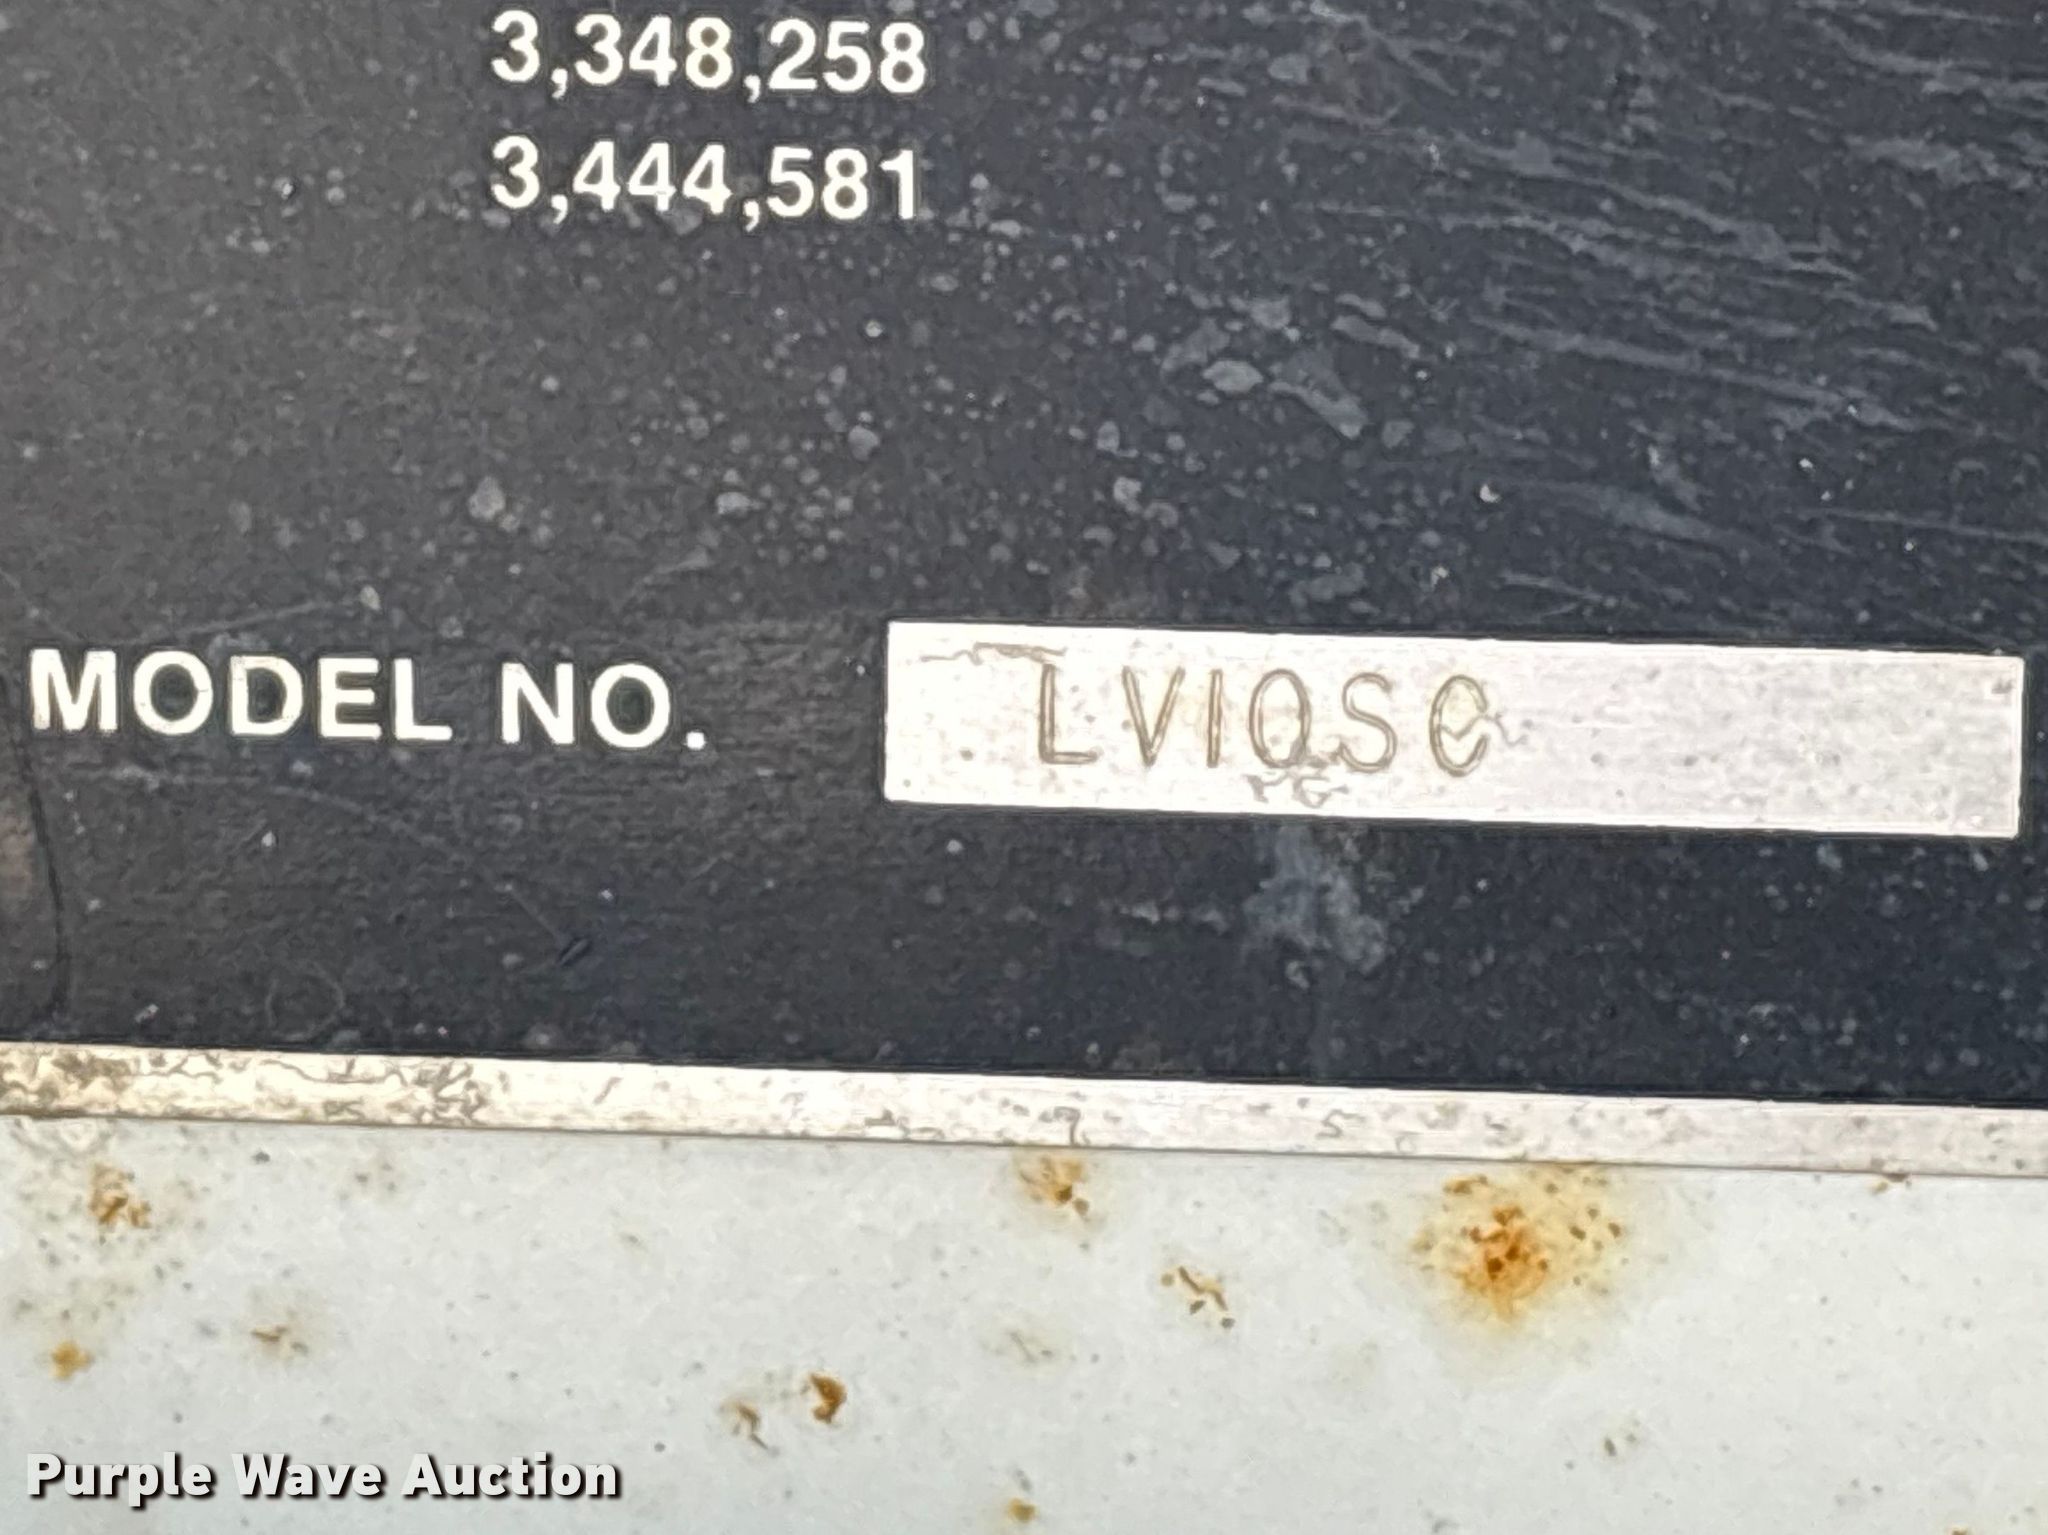 3,348,258
3,444,581
MODEL NO. LV10SC
Purple Wave Auction